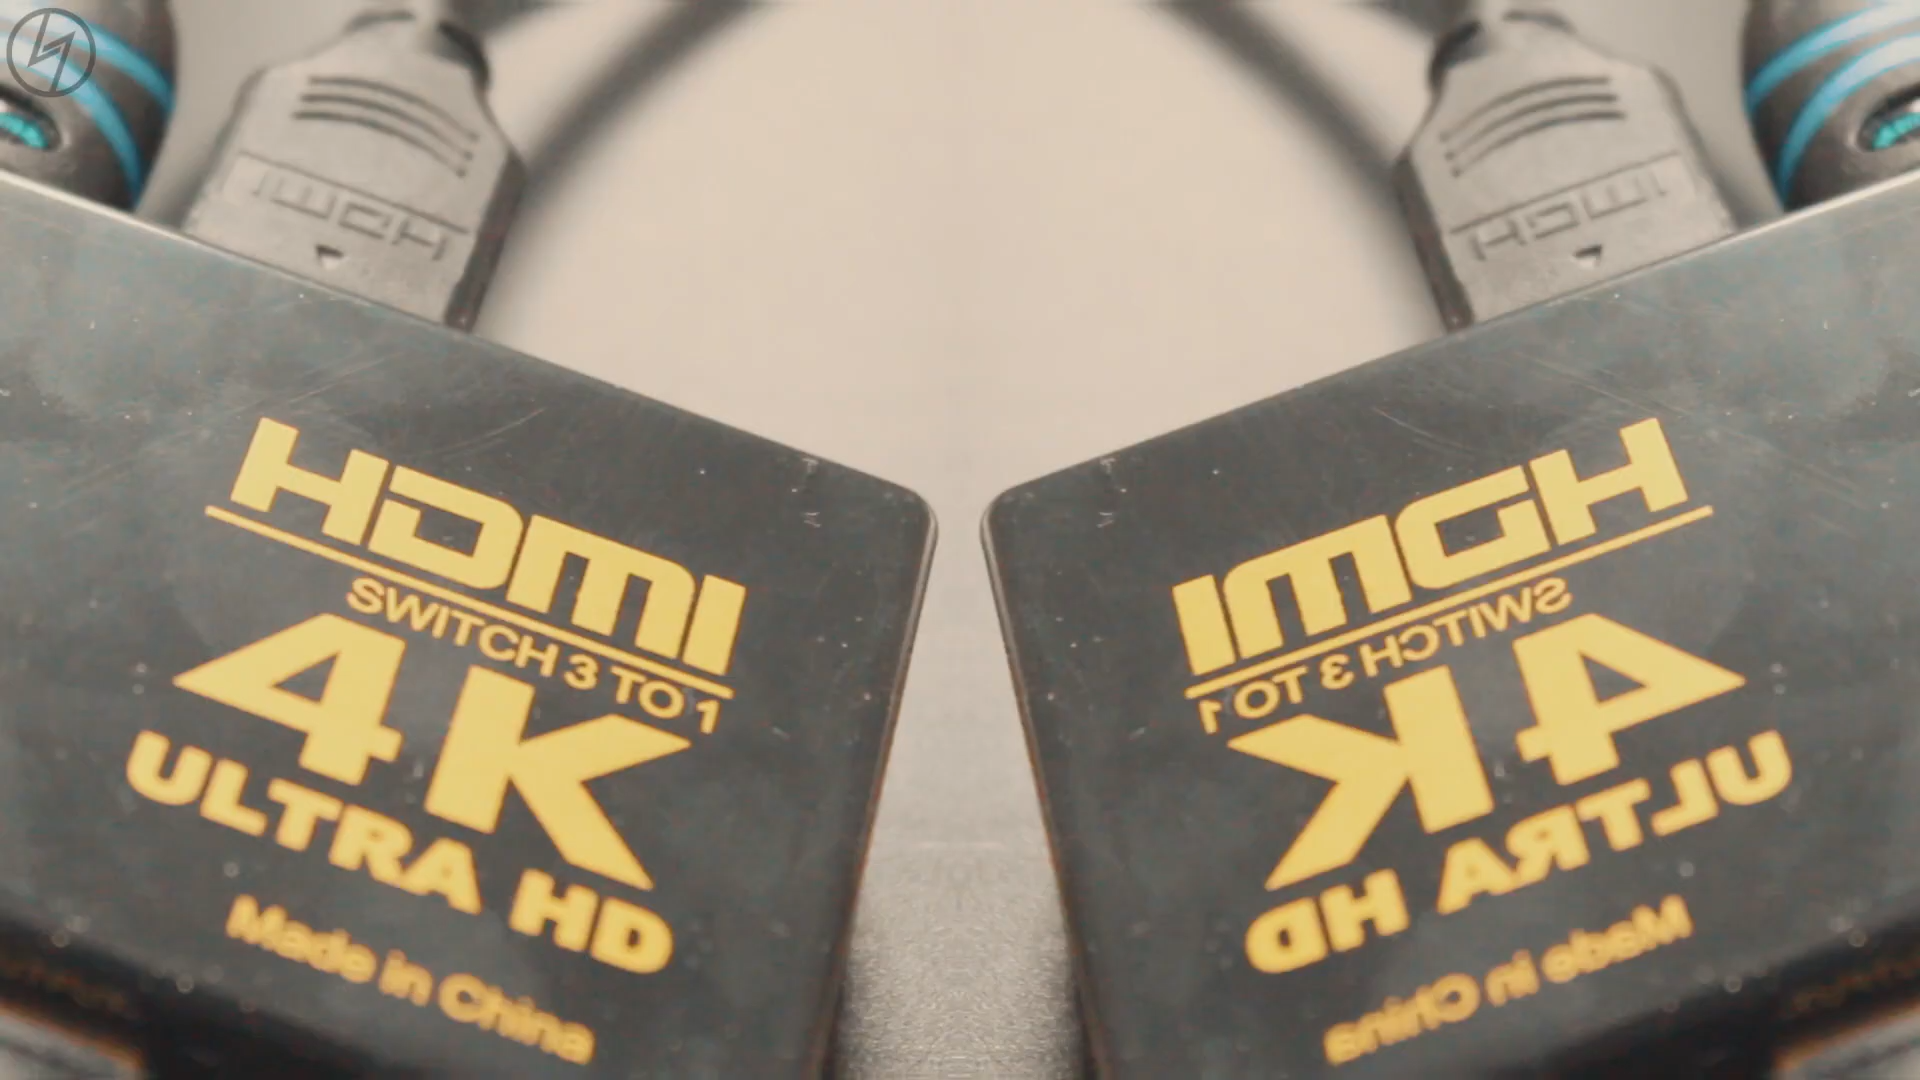 HDMI
HDMI
SWITCH 3 TO 1
4K
ULTRA HD
Made in China
HDMI
HDMI
SWITCH 3 TO 1
4K
ULTRA HD
Made in China